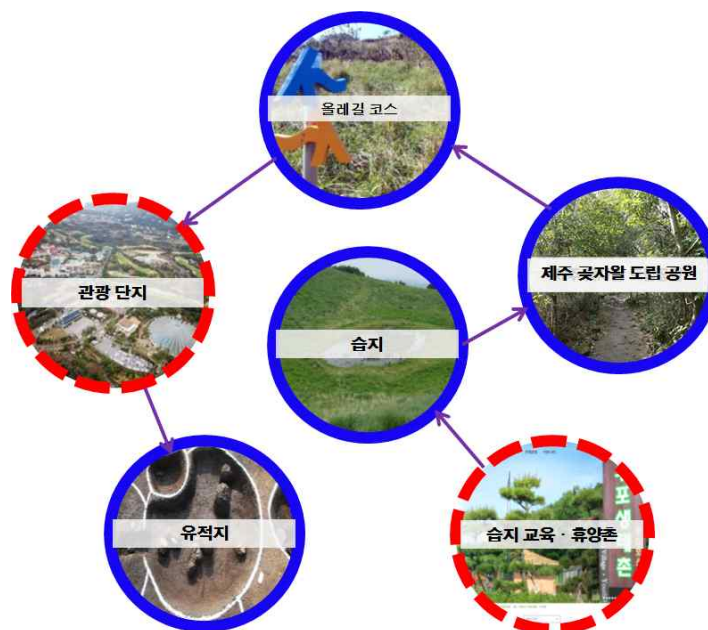 올레길 코스
관광 단지
제주 곶자왈 도립 공원
습지
유적지
습지 교육 · 휴양촌